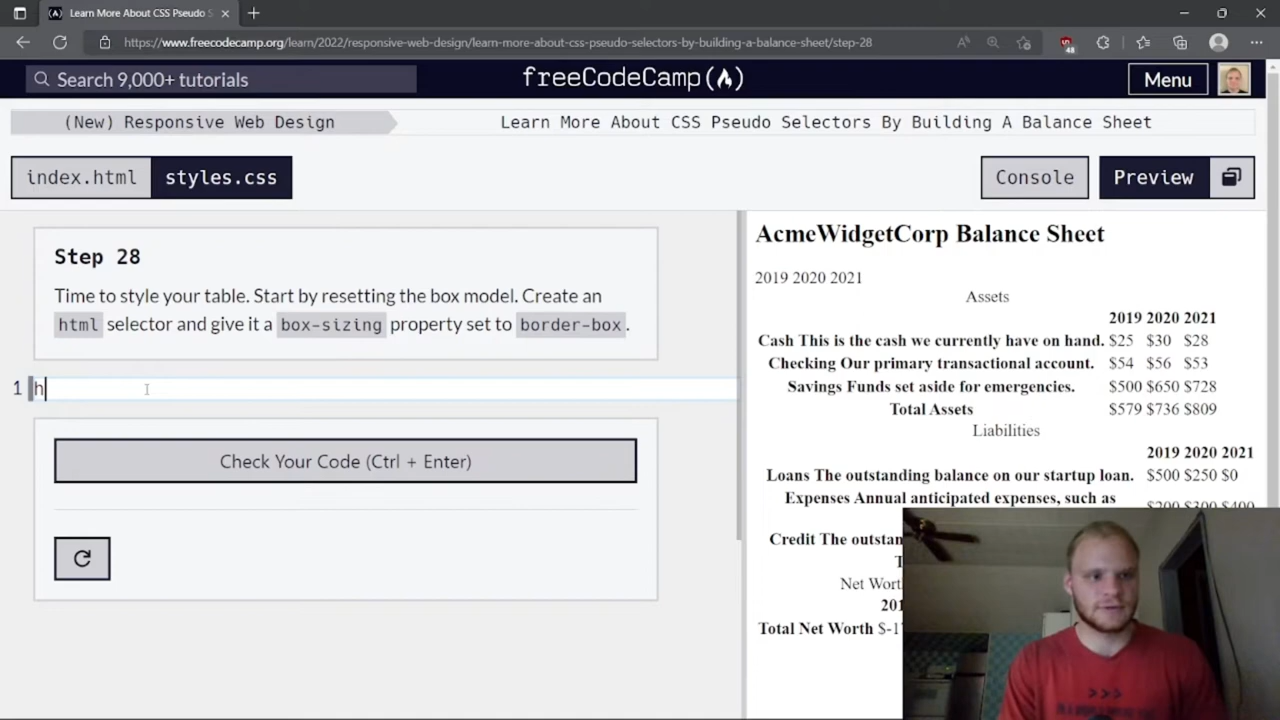 Learn More About CSS Pseudo S
https://www.freecodecamp.org/learn/2022/responsive-web-design/learn-more-about-css-pseudo-selectors-by-building-a-balance-sheet/step-28
48
Search 9,000+ tutorials
freeCodeCamp
Menu
(New) Responsive Web Design
Learn More About CSS Pseudo Selectors By Building A Balance Sheet
index.html
styles.css
Console
Preview
Step 28
Time to style your table. Start by resetting the box model. Create an
html selector and give it a box-sizing property set to border-box.
1 h
Check Your Code (Ctrl + Enter)
AcmeWidgetCorp Balance Sheet
2019 2020 2021
Assets
2019 2020 2021
Cash This is the cash we currently have on hand. $25 $30 $28
Checking Our primary transactional account. $54 $56 $53
Savings Funds set aside for emergencies. $500 $650 $728
Total Assets $579 $736 $809
Liabilities
2019 2020 2021
Loans The outstanding balance on our startup loan. $500 $250 $0
Expenses Annual anticipated expenses, such as
$200 $300 $400
Credit The outstan
T
Net Wort
201
Total Net Worth $-17
>>>